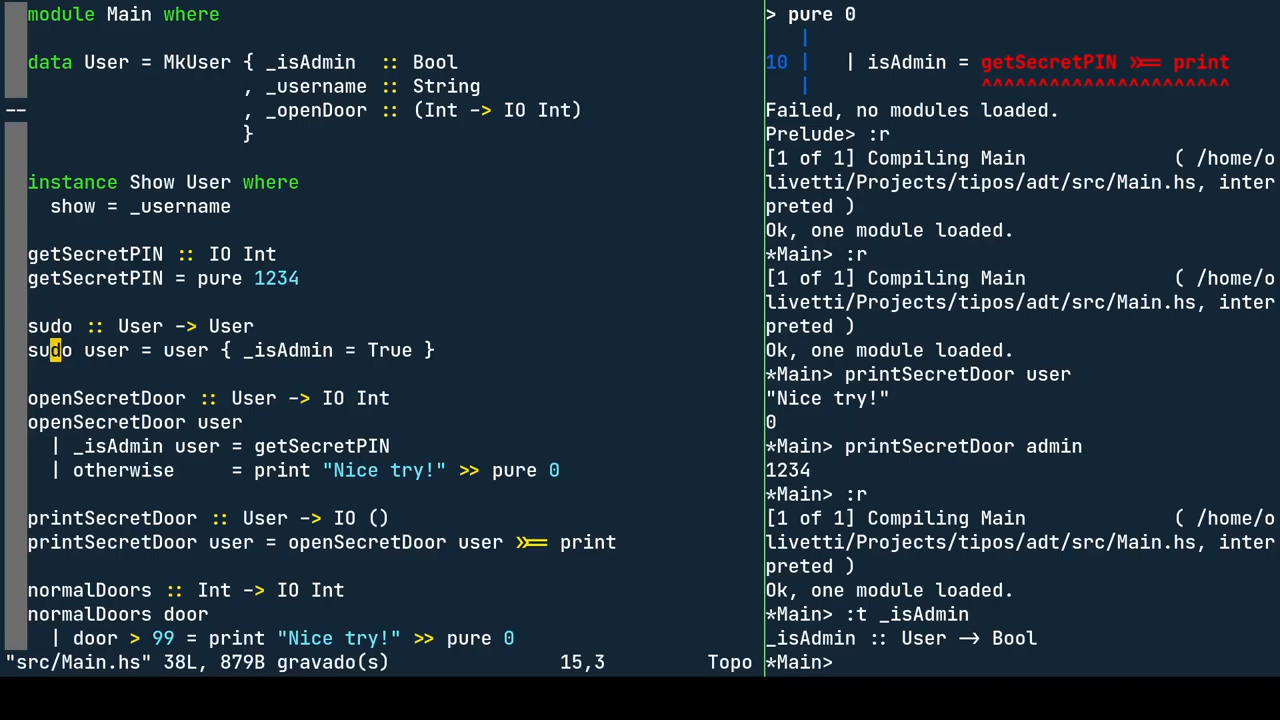 module Main where
data User = MkUser { _isAdmin  :: Bool
                   , _username :: String
--                 , _openDoor :: (Int -> IO Int)
                   }
instance Show User where
  show = _username
getSecretPIN :: IO Int
getSecretPIN = pure 1234
sudo :: User -> User
sudo user = user { _isAdmin = True }
openSecretDoor :: User -> IO Int
openSecretDoor user
  | _isAdmin user = getSecretPIN
  | otherwise     = print "Nice try!" >> pure 0
printSecretDoor :: User -> IO ()
printSecretDoor user = openSecretDoor user >>= print
normalDoors :: Int -> IO Int
normalDoors door
  | door > 99 = print "Nice try!" >> pure 0
"src/Main.hs" 38L, 879B gravado(s)               15,3         Topo
> pure 0
   |
10 |   | isAdmin = getSecretPIN >>= print
   |               ^^^^^^^^^^^^^^^^^^^^^^
Failed, no modules loaded.
Prelude> :r
[1 of 1] Compiling Main             ( /home/o
livetti/Projects/tipos/adt/src/Main.hs, inter
preted )
Ok, one module loaded.
*Main> :r
[1 of 1] Compiling Main             ( /home/o
livetti/Projects/tipos/adt/src/Main.hs, inter
preted )
Ok, one module loaded.
*Main> printSecretDoor user
"Nice try!"
0
*Main> printSecretDoor admin
1234
*Main> :r
[1 of 1] Compiling Main             ( /home/o
livetti/Projects/tipos/adt/src/Main.hs, inter
preted )
Ok, one module loaded.
*Main> :t _isAdmin
_isAdmin :: User -> Bool
*Main>